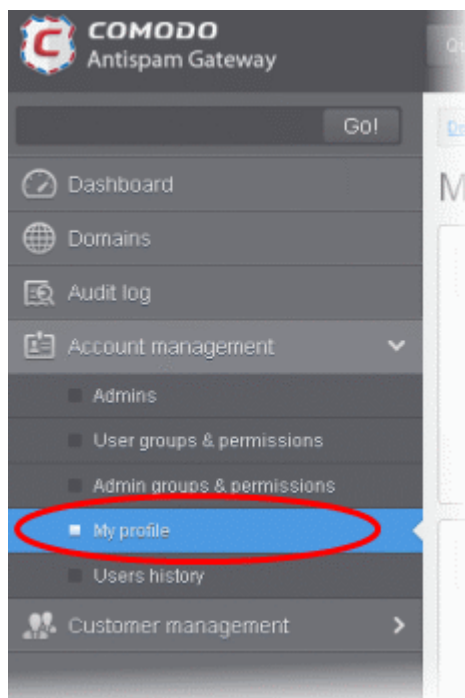 COMODO
Antispam Gateway
Go!
Dashboard
Domains
Audit log
Account management
Admins
User groups & permissions
Admin groups & permissions
My profile
Users history
Customer management